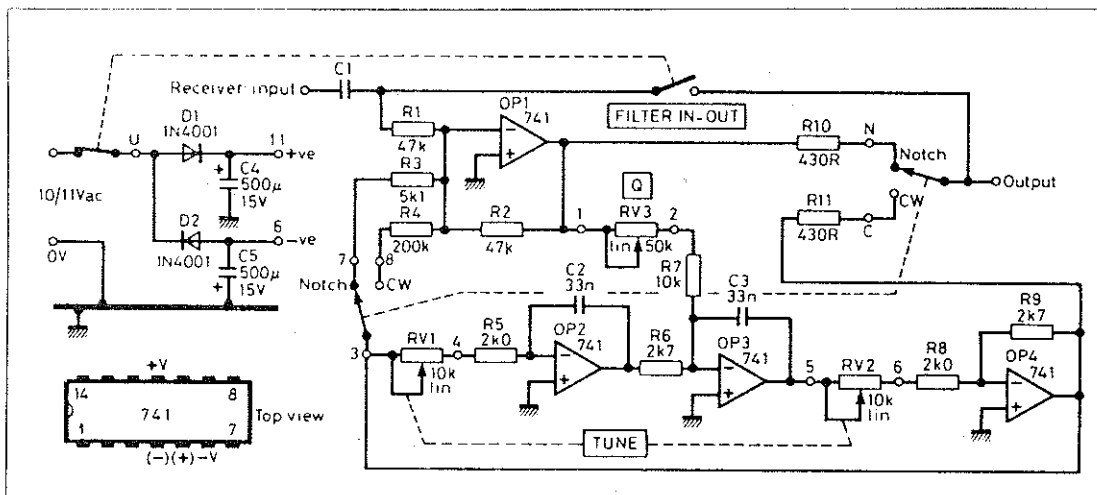 Receiver input
C1
OP1
741
FILTER IN-OUT
R1
47k
R3
5k1
R4
200k
R2
47k
R10
430R
N
Notch
Output
CW
R11
430R
C
D1
1N4001
U
11
+ve
C4
500µ
15V
+
10/11Vac
D2
1N4001
6
-ve
C5
500µ
15V
+
0V
Q
1
RV3
2
lin
50k
R7
10k
7
8
Notch
CW
C2
33n
C3
33n
3
RV1
4
10k
lin
R5
2k0
OP2
741
R6
2k7
OP3
741
5
RV2
6
10k
lin
R8
2k0
R9
2k7
OP4
741
TUNE
+V
14
8
741
Top view
1
7
(-)(+)-V